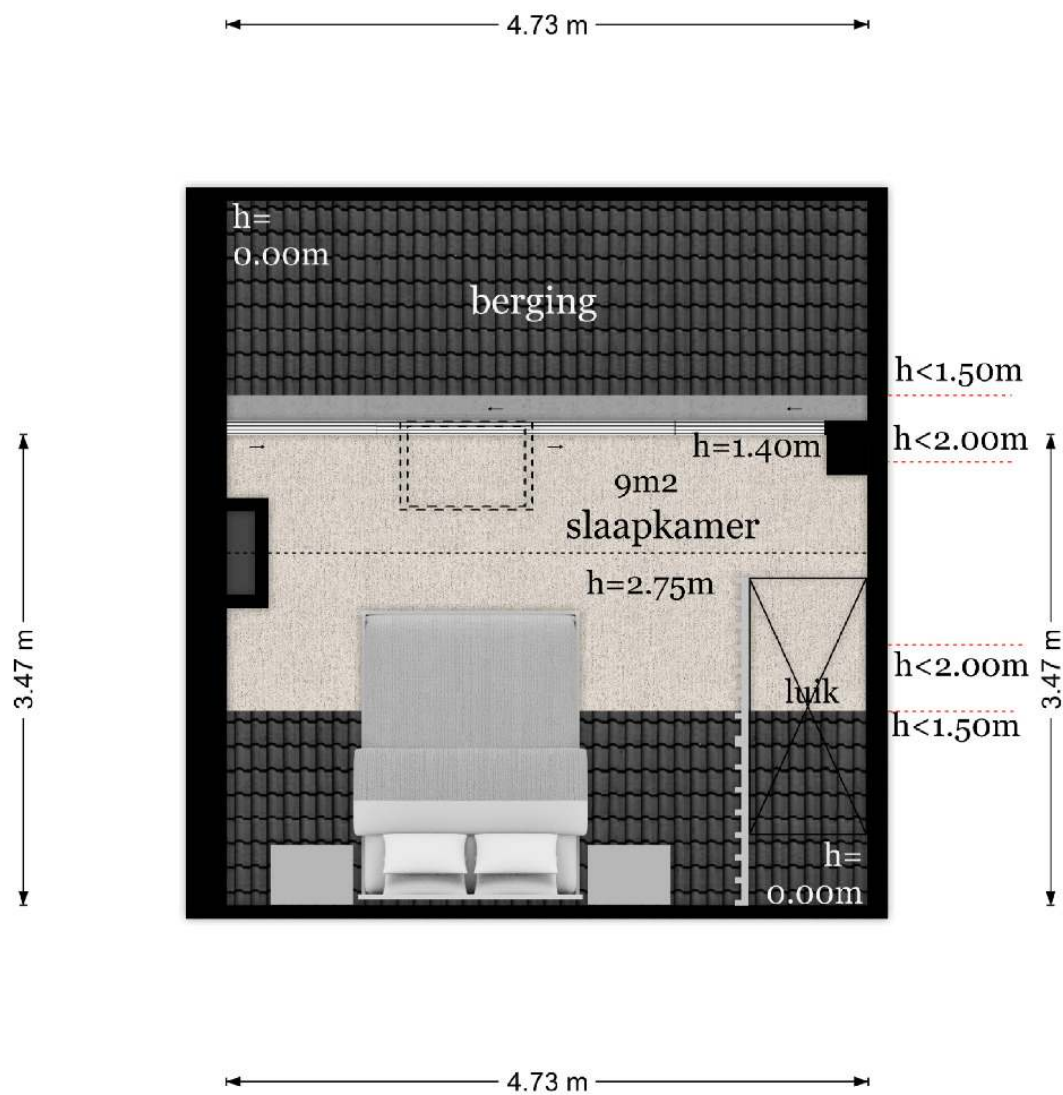 4.73 m
h=
0.00m
berging
h<1.50m
h<2.00m
h=1.40m
9m2
slaapkamer
h=2.75m
3.47 m
h<2.00m
3.47 m
luik
h<1.50m
h=
0.00m
4.73 m